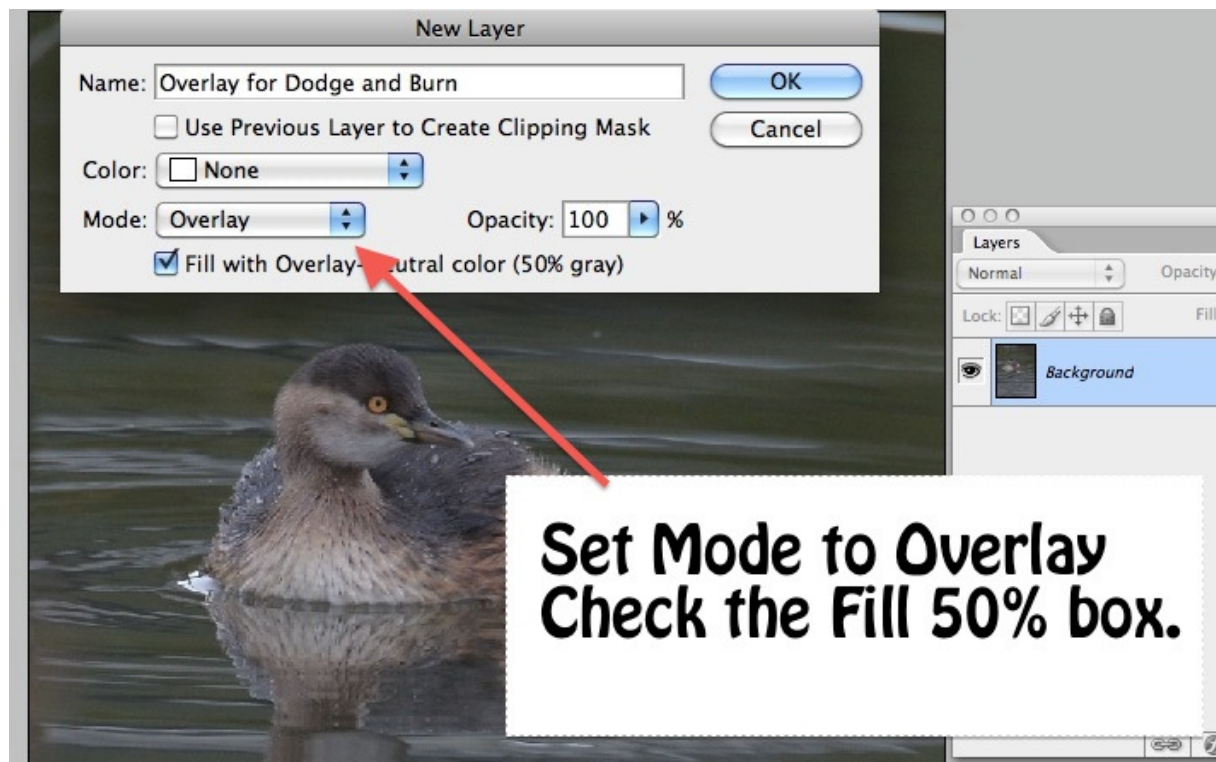 New Layer
Name: Overlay for Dodge and Burn
OK
Use Previous Layer to Create Clipping Mask
Cancel
Color: None
Mode: Overlay
Opacity: 100 %
Fill with Overlay- color (50% gray)
Layers
Normal
Opacity
Lock:
Fill
Background
Set Mode to Overlay
Check the Fill 50% box.